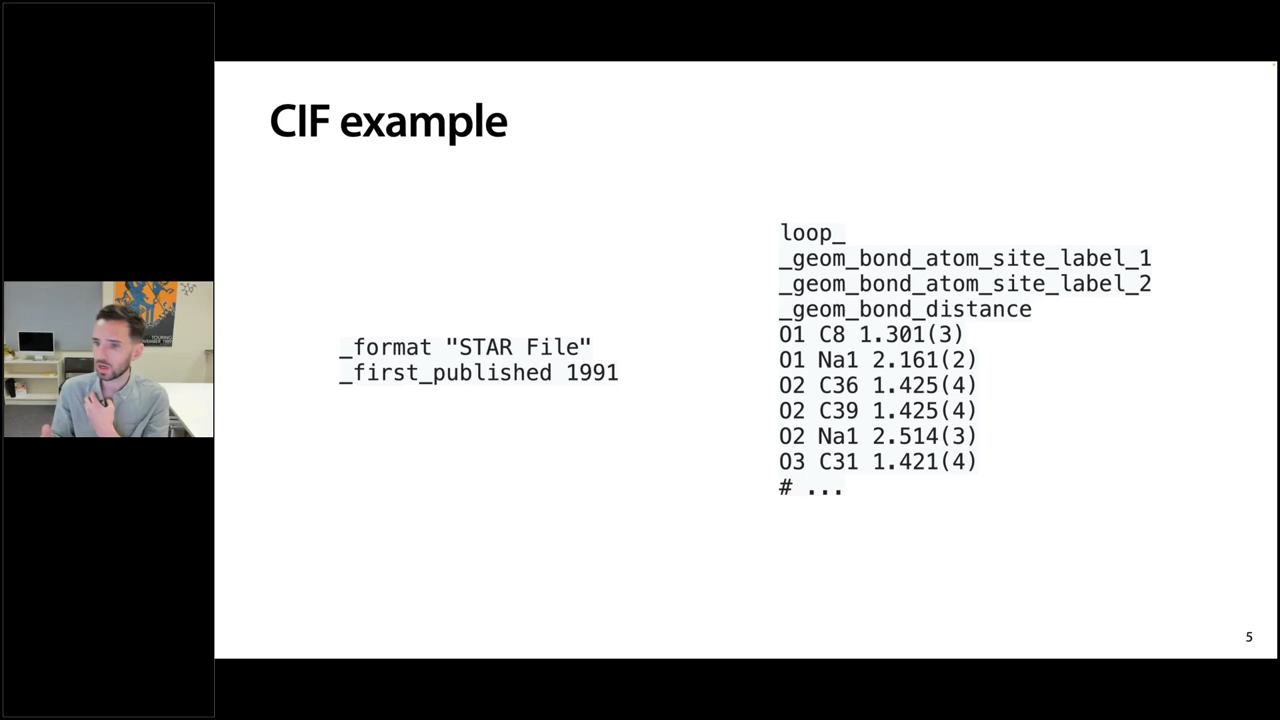 CIF example
_format "STAR File"
_first_published 1991
loop_
_geom_bond_atom_site_label_1
_geom_bond_atom_site_label_2
_geom_bond_distance
O1 C8 1.301(3)
O1 Na1 2.161(2)
O2 C36 1.425(4)
O2 C39 1.425(4)
O2 Na1 2.514(3)
O3 C31 1.421(4)
# ...
5
TOURING